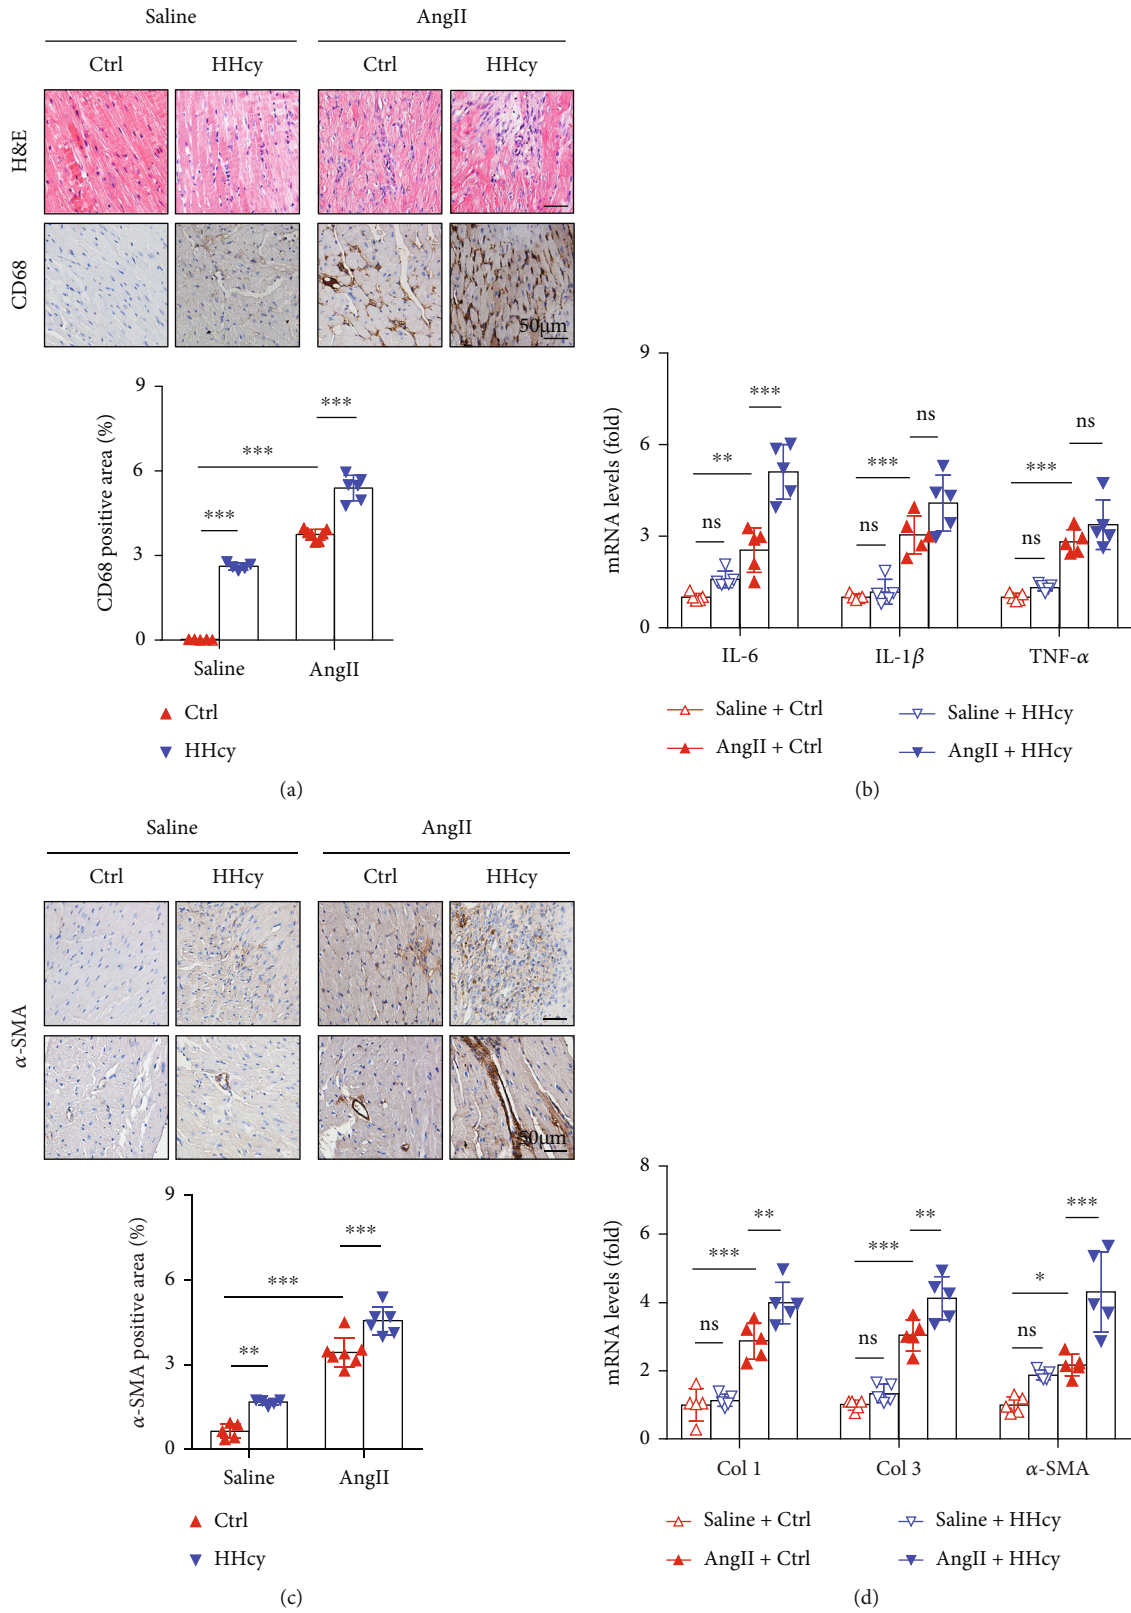 Saline AngII
Ctrl HHcy Ctrl HHcy
H&E
CD68
50μm
9
6
3
0
CD68 positive area (%)
***
***
***
Saline AngII
Ctrl
HHcy
(a)
9
6
3
0
mRNA levels (fold)
ns ** ***
ns *** ns
ns *** ns
IL-6 IL-1β TNF-α
Saline + Ctrl Saline + HHcy
AngII + Ctrl AngII + HHcy
(b)
Saline AngII
Ctrl HHcy Ctrl HHcy
α-SMA
50μm
9
6
3
0
α-SMA positive area (%)
**
***
***
Saline AngII
Ctrl
HHcy
(c)
8
6
4
2
0
mRNA levels (fold)
ns *** **
ns *** **
ns * ***
Col 1 Col 3 α-SMA
Saline + Ctrl Saline + HHcy
AngII + Ctrl AngII + HHcy
(d)